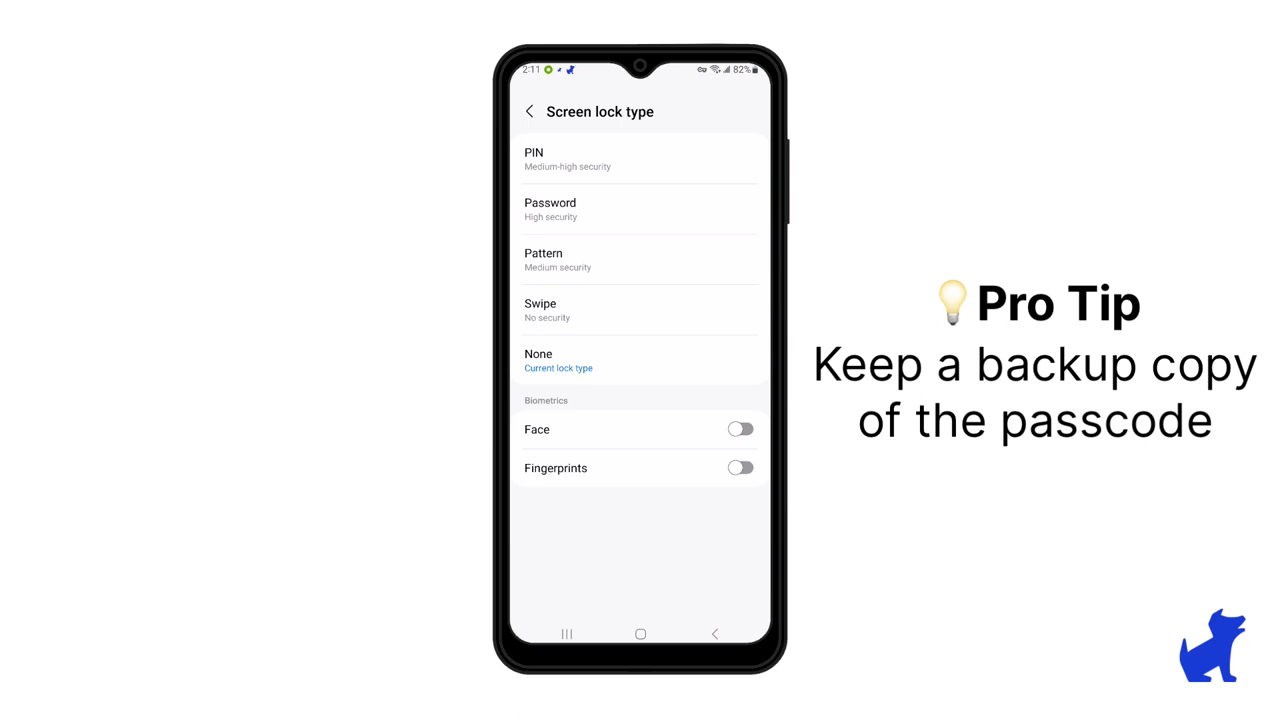 2:11
82%
Screen lock type
PIN
Medium-high security
Password
High security
Pattern
Medium security
Swipe
No security
None
Current lock type
Biometrics
Face
Fingerprints
💡Pro Tip
Keep a backup copy
of the passcode